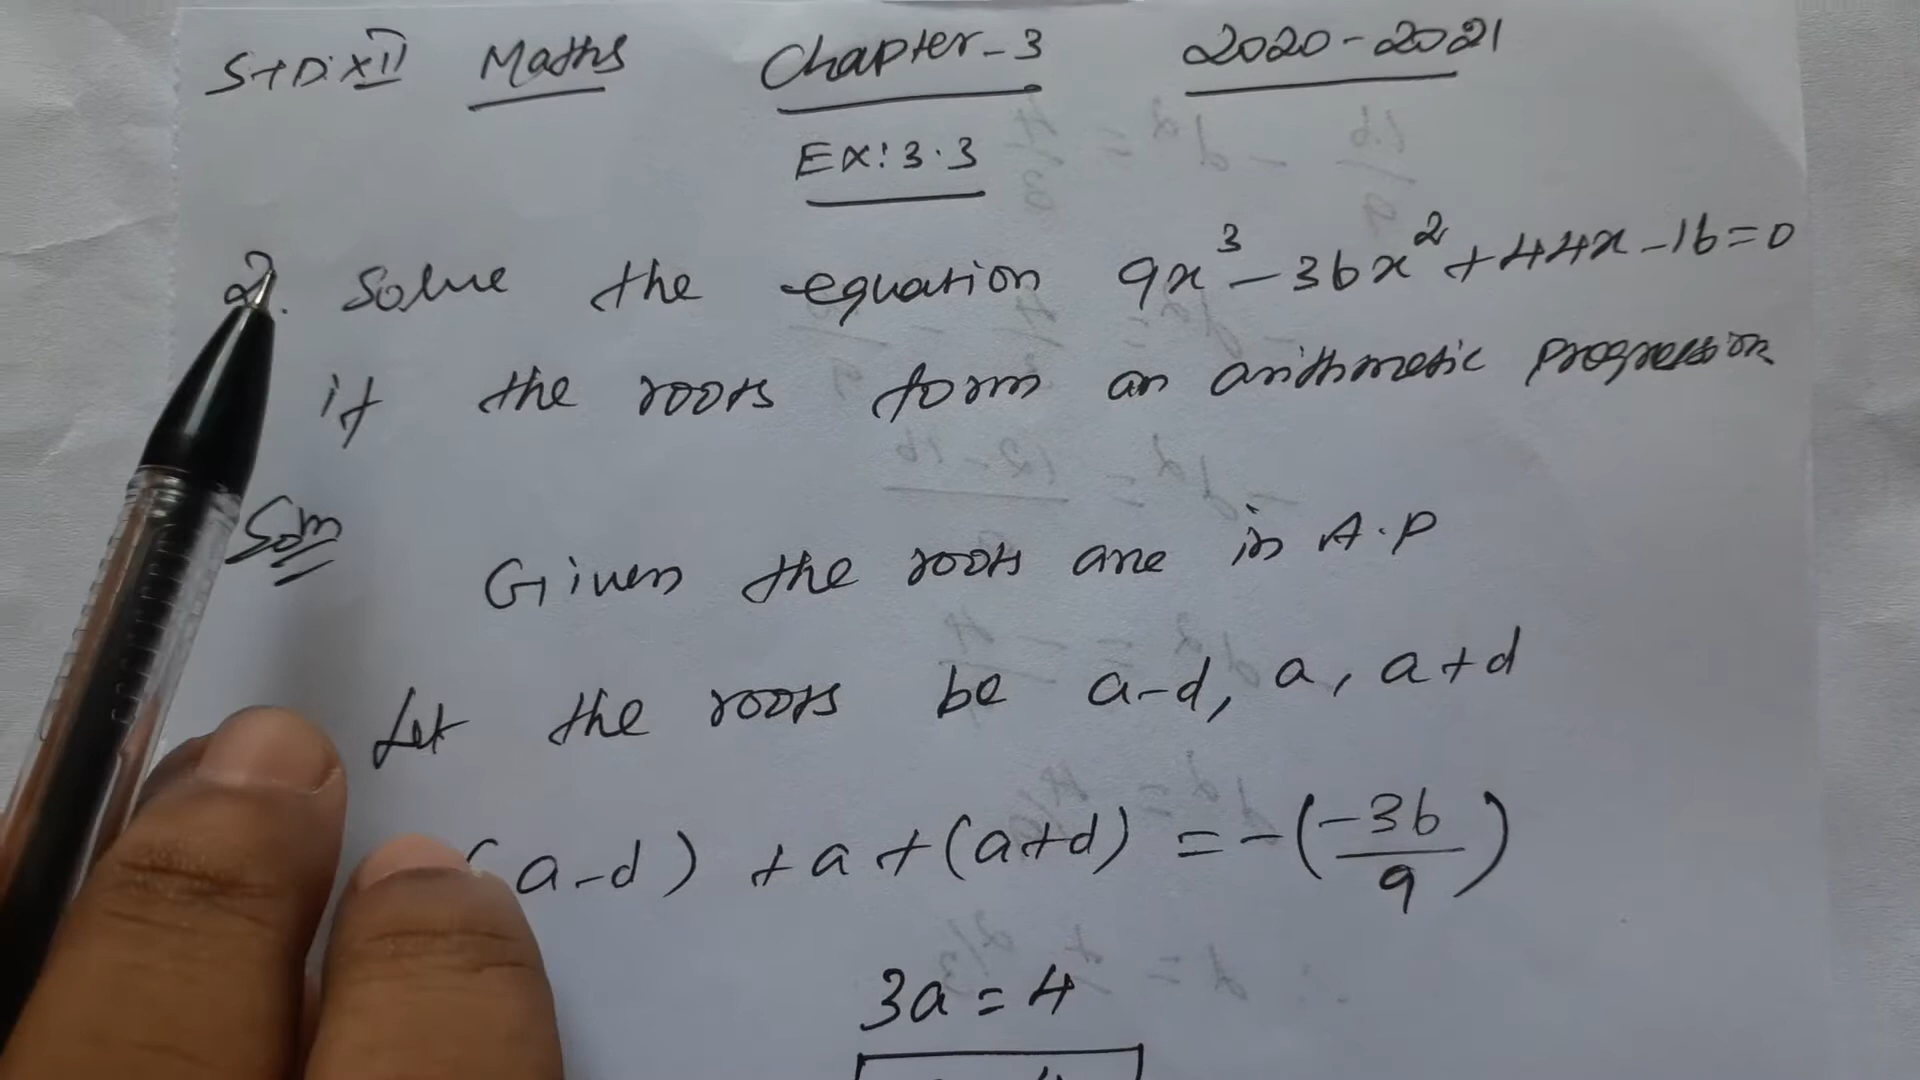 STD: XII Maths Chapter-3 2020-2021
EX: 3.3
2. Solve the equation 9x³-36x²+44x-16=0
if the roots form an arithmetic progression
Soln
Given the roots are in A.P
Let the roots be a-d, a, a+d
(a-d) + a + (a+d) = -(-36/9)
3a = 4